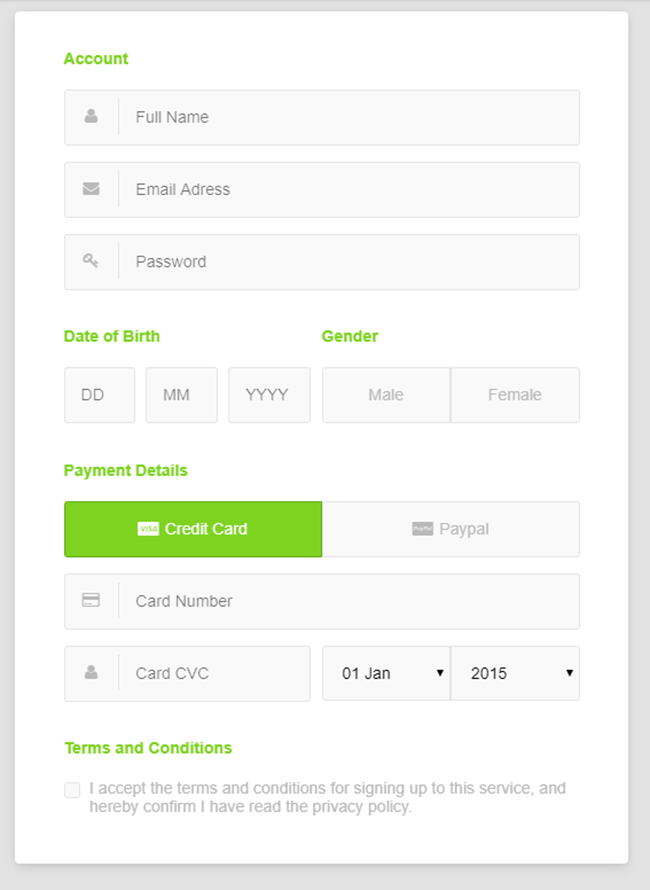 Account
Full Name
Email Adress
Password
Date of Birth Gender
DD MM YYYY Male Female
Payment Details
VISA Credit Card PayPal Paypal
Card Number
Card CVC 01 Jan 2015
Terms and Conditions
I accept the terms and conditions for signing up to this service, and
hereby confirm I have read the privacy policy.